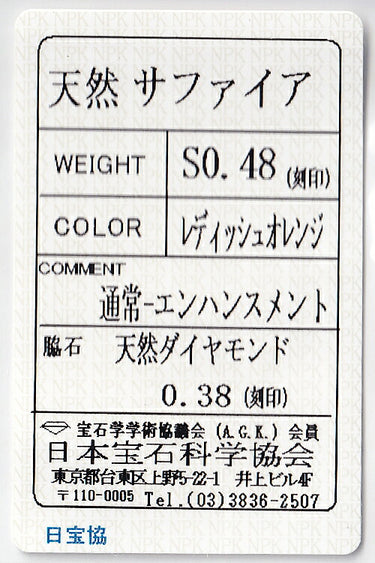 天然 サファイア
WEIGHT S0.48 (刻印)
COLOR レディッシュオレンジ
COMMENT
通常-エンハンスメント
脇石 天然ダイヤモンド
0.38 (刻印)
宝石学学術協議会 (A.G.K.) 会員
日本宝石科学協会
東京都台東区上野5-22-1 井上ビル4F
〒110-0005 Tel.(03)3836-2507
日宝協